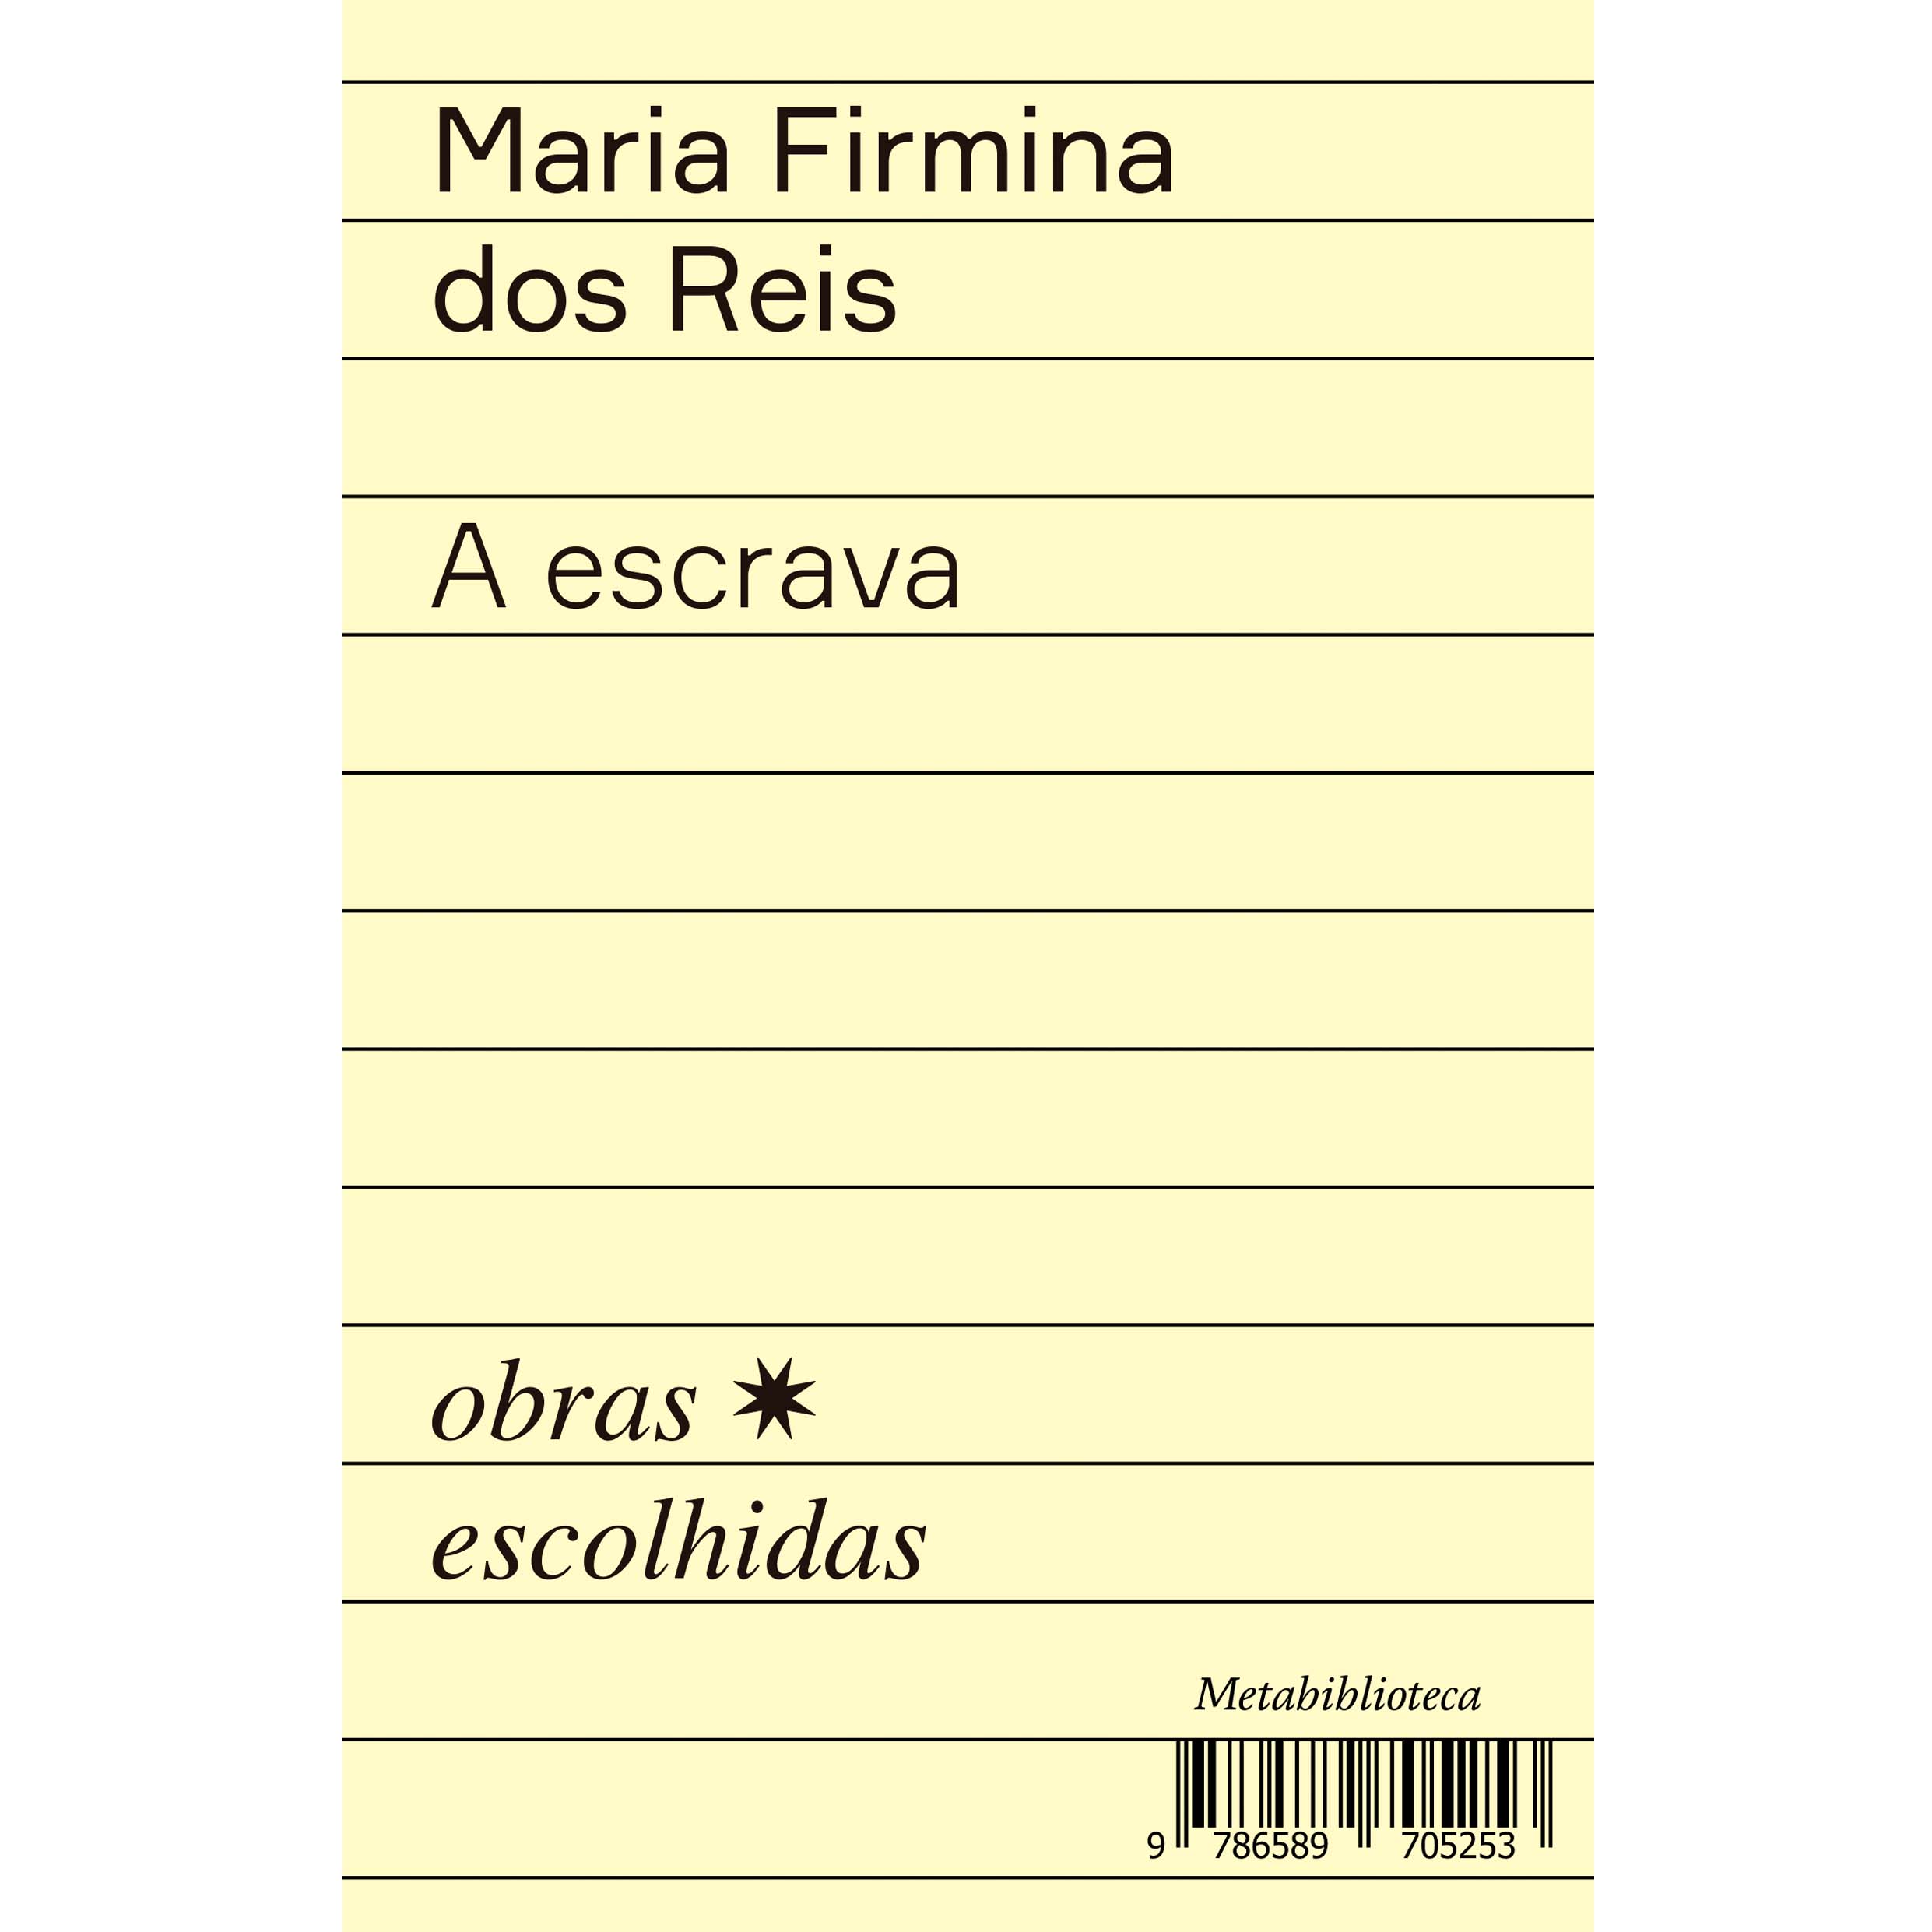 Maria Firmina
dos Reis
A escrava
obras ✷
escolhidas
Metabiblioteca
9 786589 705253